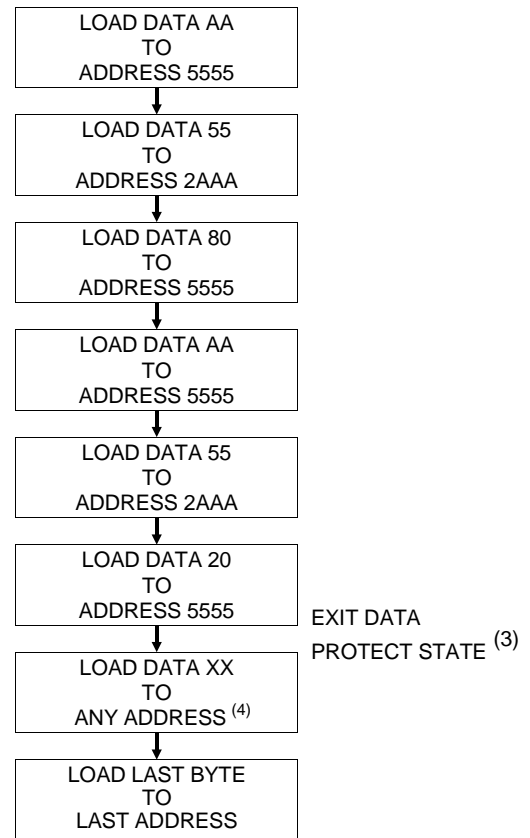 LOAD DATA AA
TO
ADDRESS 5555
LOAD DATA 55
TO
ADDRESS 2AAA
LOAD DATA 80
TO
ADDRESS 5555
LOAD DATA AA
TO
ADDRESS 5555
LOAD DATA 55
TO
ADDRESS 2AAA
LOAD DATA 20
TO
ADDRESS 5555
EXIT DATA
PROTECT STATE (3)
LOAD DATA XX
TO
ANY ADDRESS (4)
LOAD LAST BYTE
TO
LAST ADDRESS